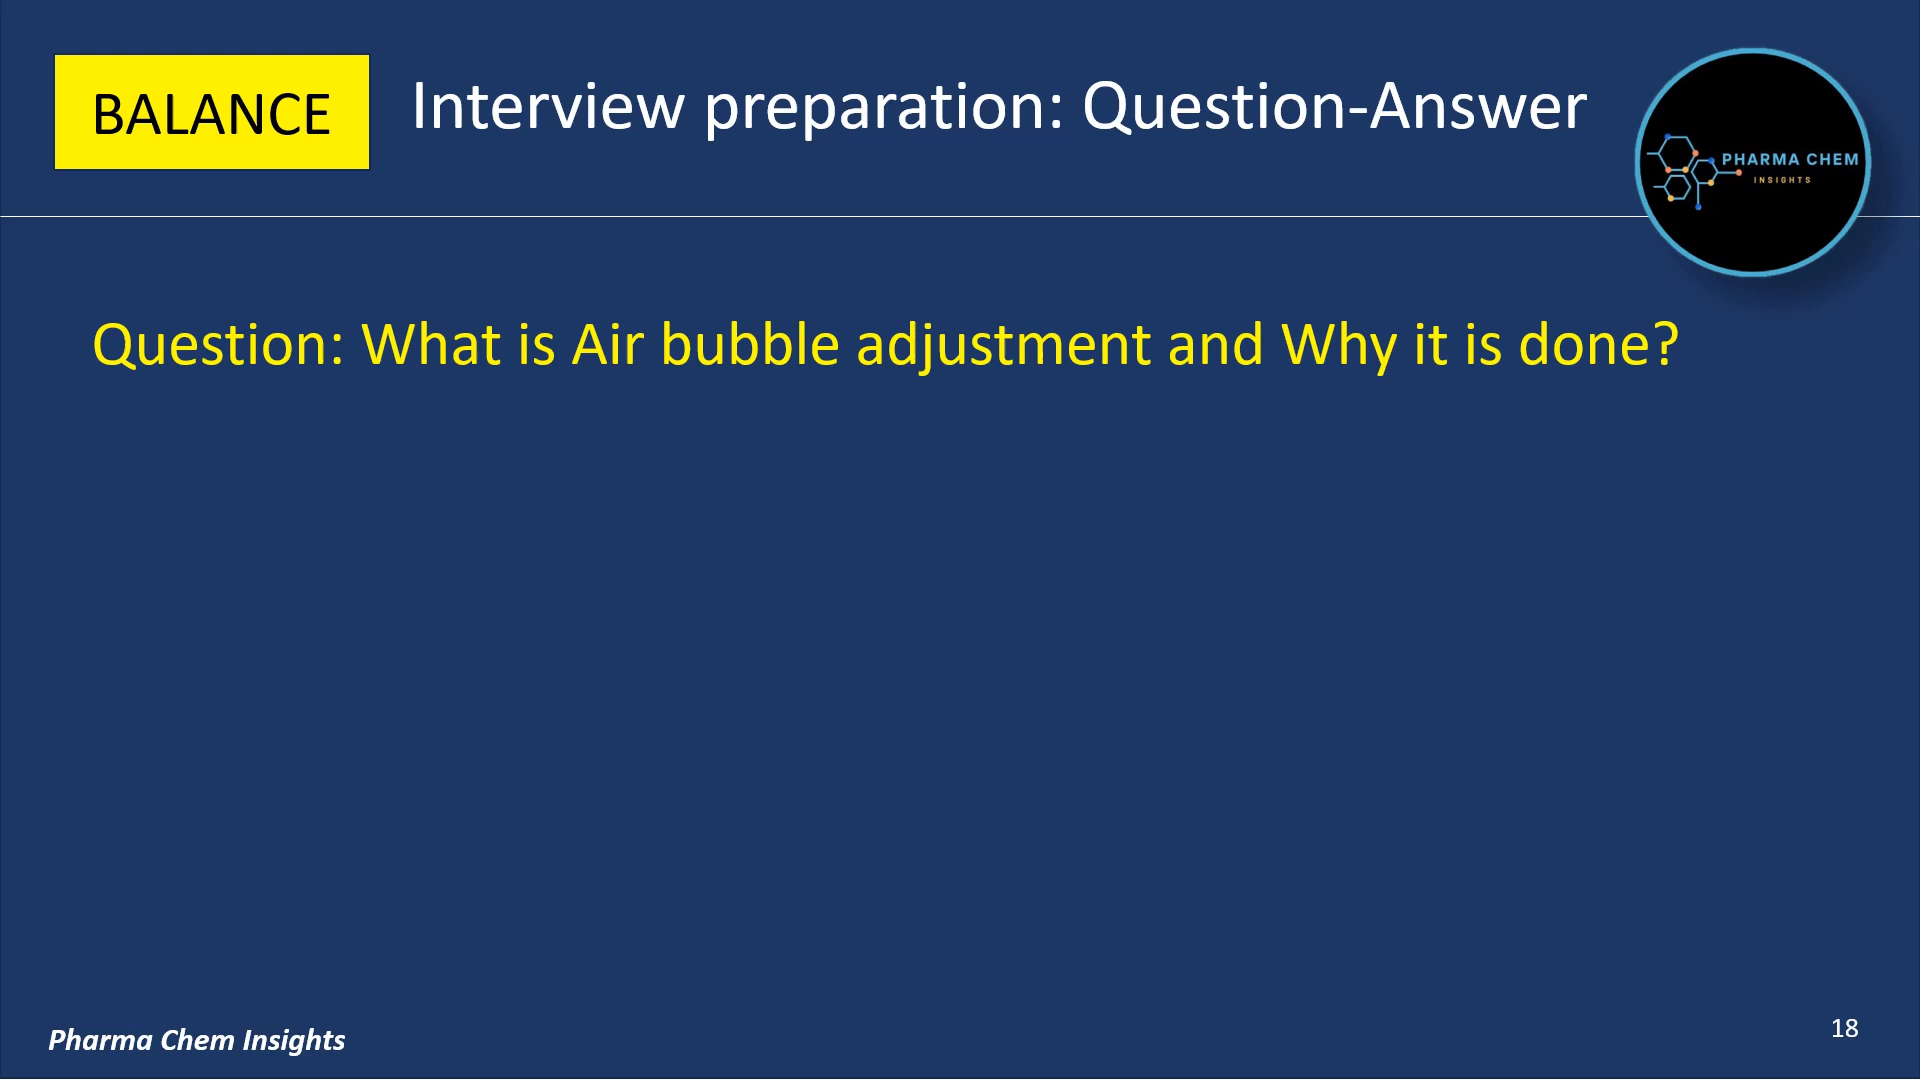 BALANCE
Interview preparation: Question-Answer
PHARMA CHEM
INSIGHTS
Question: What is Air bubble adjustment and Why it is done?
Pharma Chem Insights
18